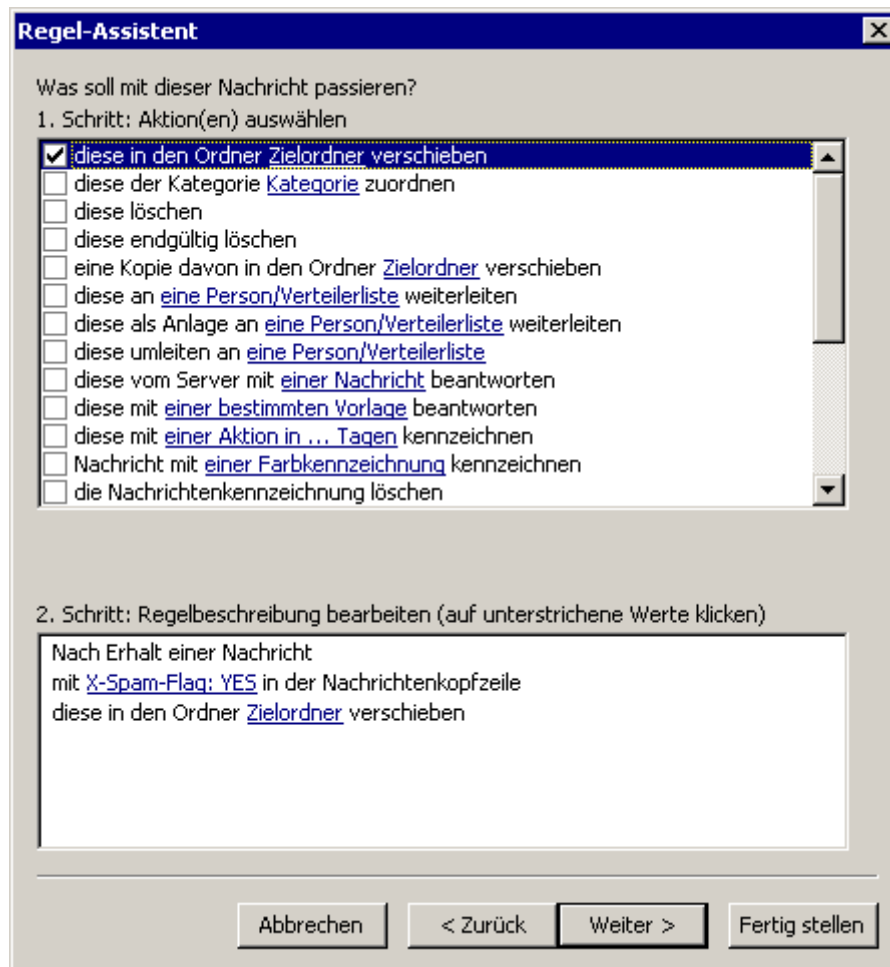 Regel-Assistent
Was soll mit dieser Nachricht passieren?
1. Schritt: Aktion(en) auswählen
diese in den Ordner Zielordner verschieben
diese der Kategorie Kategorie zuordnen
diese löschen
diese endgültig löschen
eine Kopie davon in den Ordner Zielordner verschieben
diese an eine Person/Verteilerliste weiterleiten
diese als Anlage an eine Person/Verteilerliste weiterleiten
diese umleiten an eine Person/Verteilerliste
diese vom Server mit einer Nachricht beantworten
diese mit einer bestimmten Vorlage beantworten
diese mit einer Aktion in ... Tagen kennzeichnen
Nachricht mit einer Farbkennzeichnung kennzeichnen
die Nachrichtenkennzeichnung löschen
2. Schritt: Regelbeschreibung bearbeiten (auf unterstrichene Werte klicken)
Nach Erhalt einer Nachricht
mit X-Spam-Flag: YES in der Nachrichtenkopfzeile
diese in den Ordner Zielordner verschieben
Abbrechen < Zurück Weiter > Fertig stellen